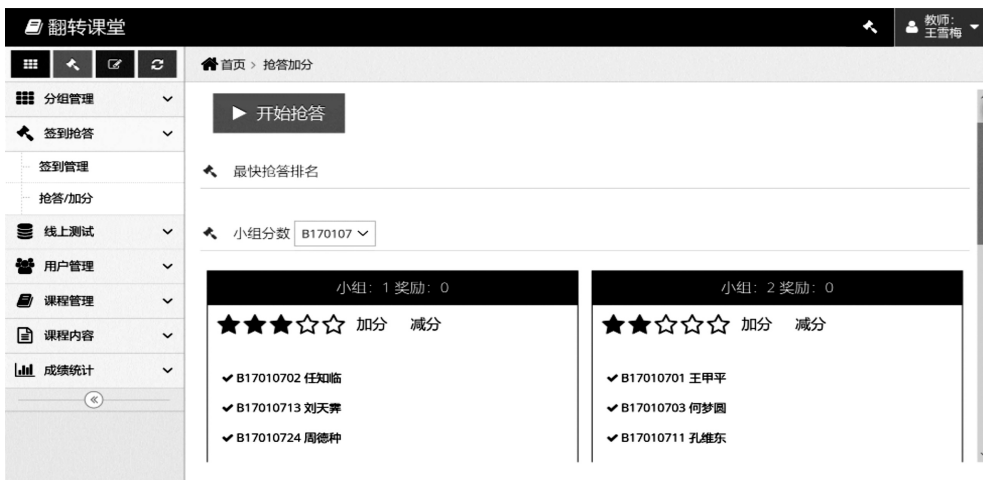 翻转课堂
教师:
王雪梅
首页 > 抢答加分
分组管理
签到抢答
签到管理
抢答/加分
线上测试
用户管理
课程管理
课程内容
成绩统计
开始抢答
最快抢答排名
小组分数 B170107
小组: 1 奖励: 0
加分 减分
B17010702 任知临
B17010713 刘天霁
B17010724 周德种
小组: 2 奖励: 0
加分 减分
B17010701 王甲平
B17010703 何梦圆
B17010711 孔维东